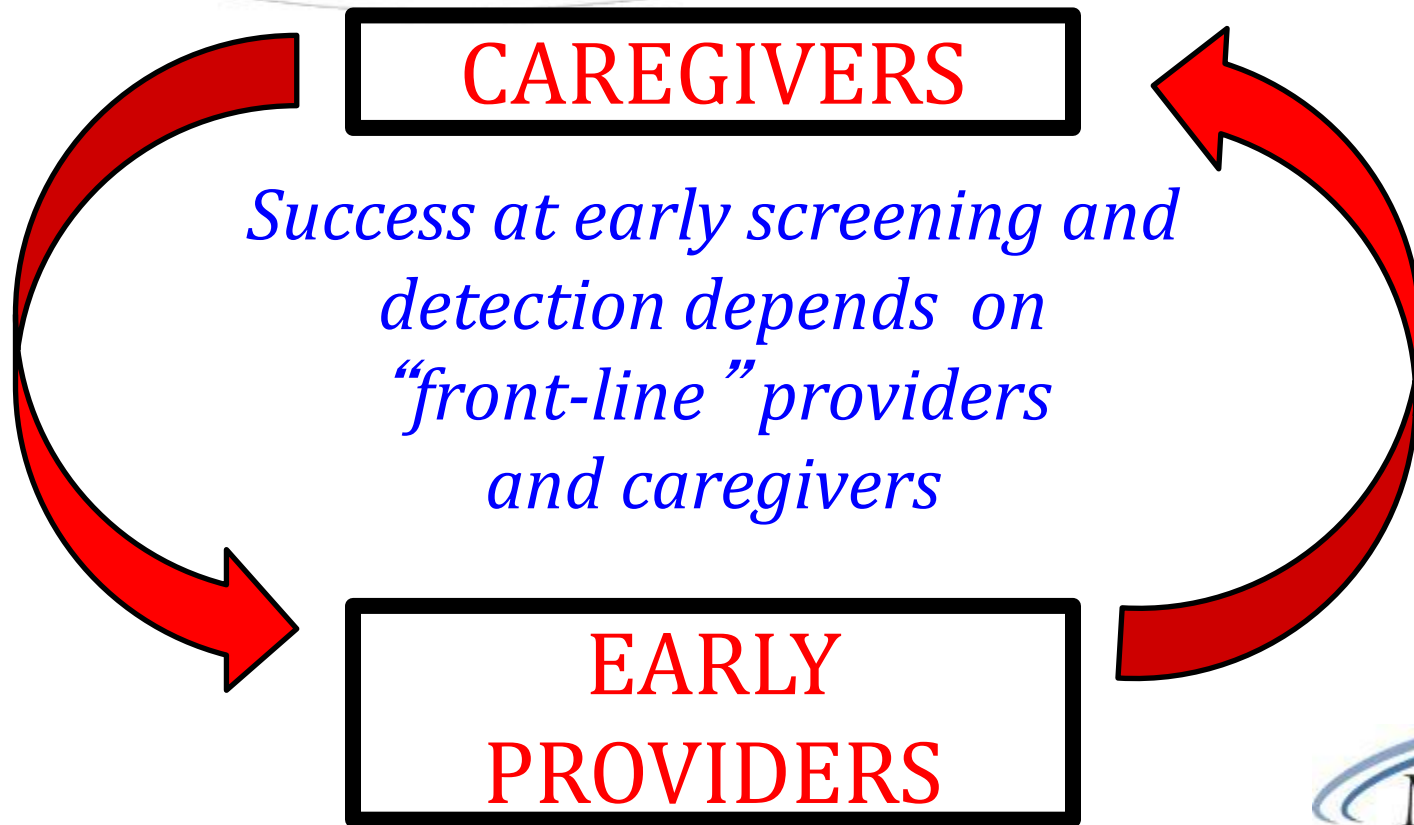 CAREGIVERS
Success at early screening and
detection depends on
“front-line” providers
and caregivers
EARLY
PROVIDERS